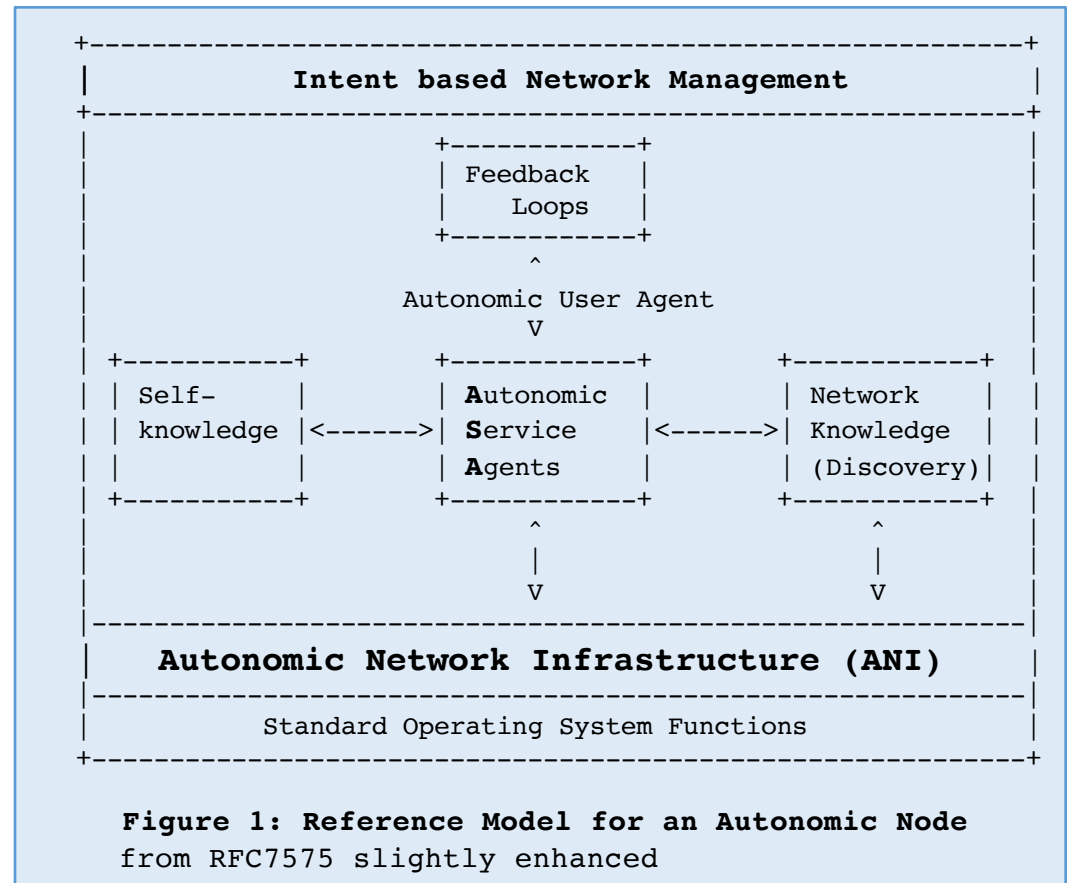 +------------------------------------------------------------+
| Intent based Network Management |
+------------------------------------------------------------+
| +------------+ |
| | Feedback | |
| | Loops | |
| +------------+ |
| ^ |
| Autonomic User Agent |
| V |
| +-----------+ +------------+ +------------+ |
| | Self- | | Autonomic | Network | |
| | knowledge |<------>| Service |<------>| Knowledge | |
| | | | Agents | | (Discovery)| |
| +-----------+ +------------+ +------------+ |
| ^ ^ |
| | | |
| V V |
|------------------------------------------------------------|
| Autonomic Network Infrastructure (ANI) |
|------------------------------------------------------------|
| Standard Operating System Functions |
+------------------------------------------------------------+
Figure 1: Reference Model for an Autonomic Node
from RFC7575 slightly enhanced